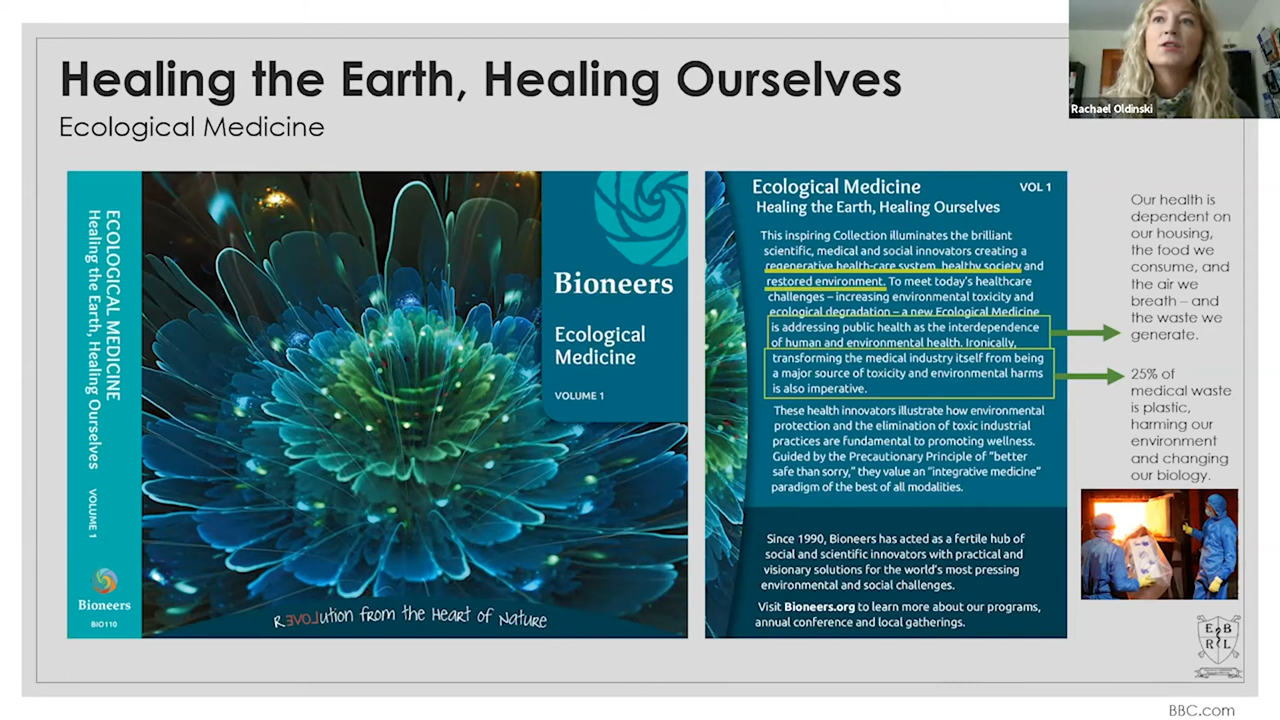 Healing the Earth, Healing Ourselves
Ecological Medicine
Rachael Oldinski
ECOLOGICAL MEDICINE
Healing the Earth, Healing Ourselves
VOLUME 1
Bioneers
BIO110
Bioneers
Ecological
Medicine
VOLUME 1
REVOLution from the Heart of Nature
Ecological Medicine
VOL 1
Healing the Earth, Healing Ourselves
This inspiring Collection illuminates the brilliant
scientific, medical and social innovators creating a
regenerative health-care system, healthy society and
restored environment. To meet today's healthcare
challenges – increasing environmental toxicity and
ecological degradation – a new Ecological Medicine
is addressing public health as the interdependence
of human and environmental health. Ironically,
transforming the medical industry itself from being
a major source of toxicity and environmental harms
is also imperative.
These health innovators illustrate how environmental
protection and the elimination of toxic industrial
practices are fundamental to promoting wellness.
Guided by the Precautionary Principle of "better
safe than sorry," they value an "integrative medicine"
paradigm of the best of all modalities.
Since 1990, Bioneers has acted as a fertile hub of
social and scientific innovators with practical and
visionary solutions for the world's most pressing
environmental and social challenges.
Visit Bioneers.org to learn more about our programs,
annual conference and local gatherings.
Our health is
dependent on
our housing,
the food we
consume, and
the air we
breath – and
the waste we
generate.
25% of
medical waste
is plastic,
harming our
environment
and changing
our biology.
E B
R L
BBC.com